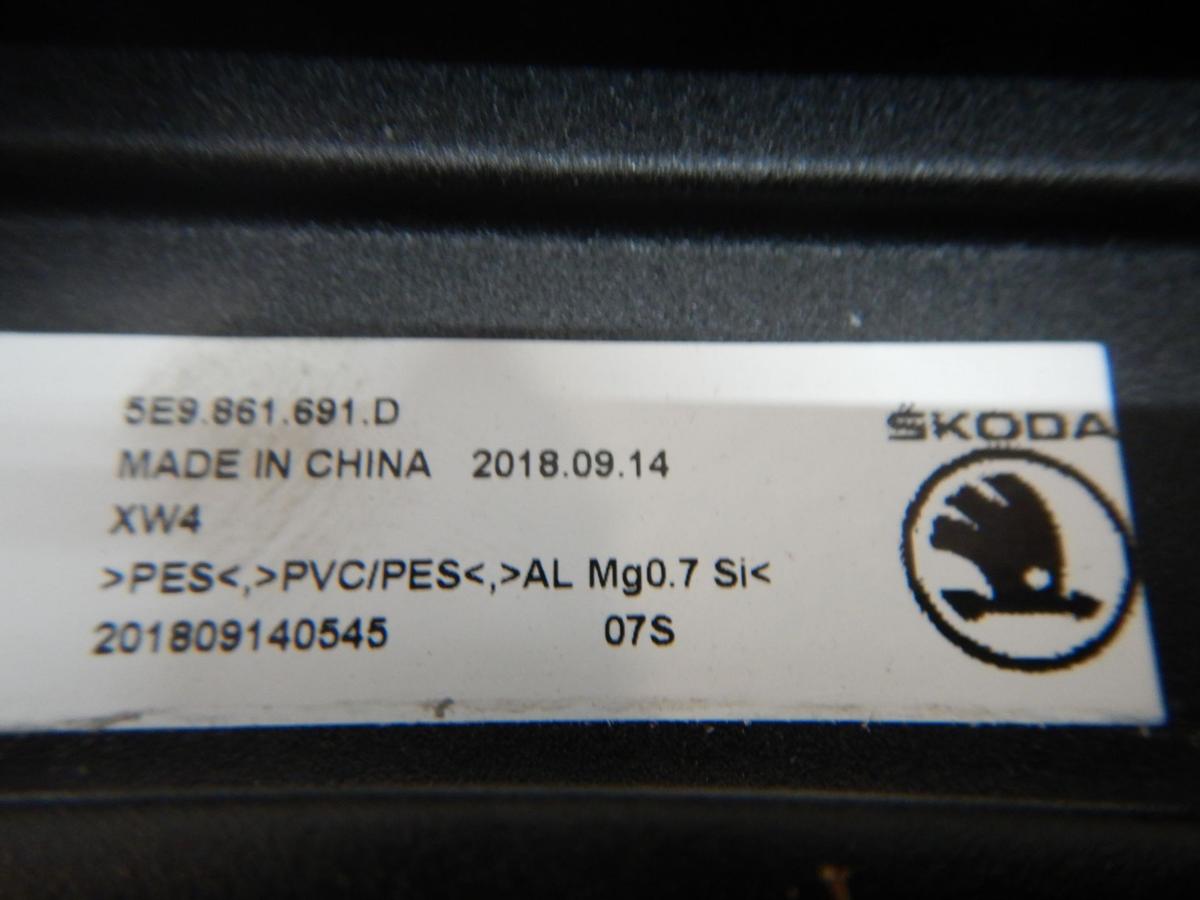 5E9.861.691.D
MADE IN CHINA 2018.09.14
XW4
>PES<,>PVC/PES<,>AL Mg0.7 Si<
201809140545 07S
ŠKODA